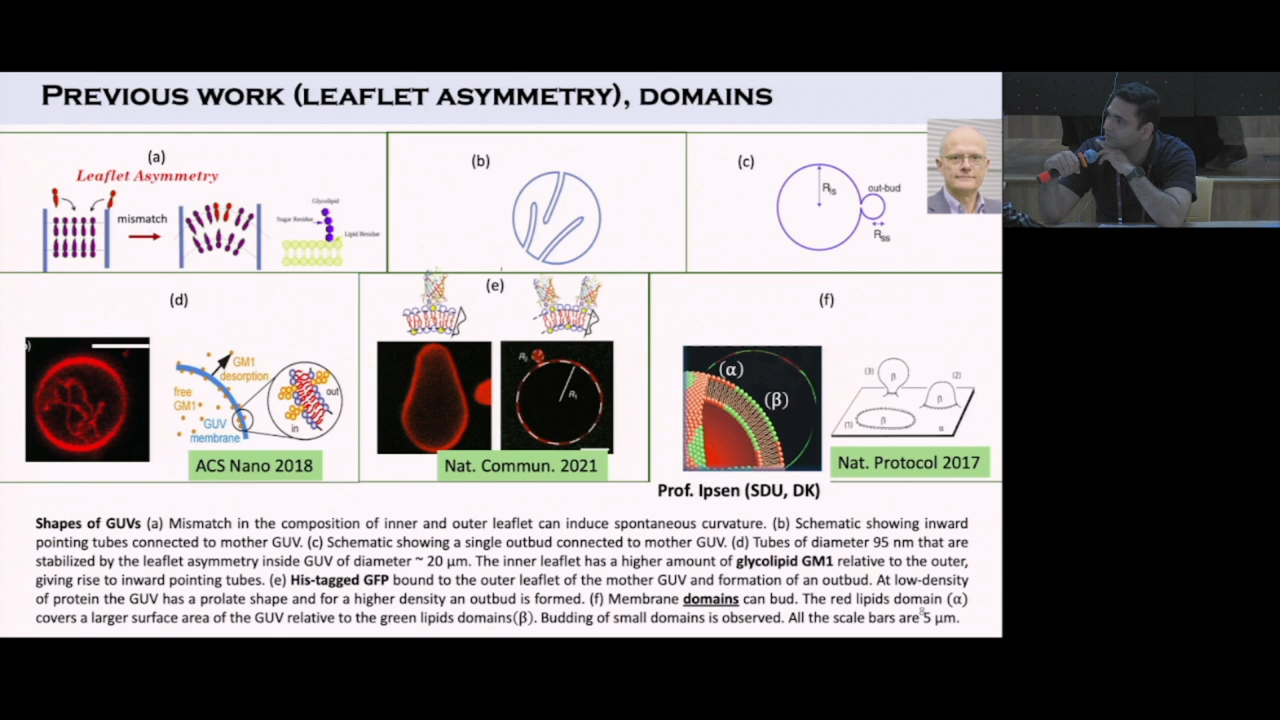 PREVIOUS WORK (LEAFLET ASYMMETRY), DOMAINS
(a)
Leaflet Asymmetry
mismatch
Glycolipid
Sugar Residue
Lipid Residue
(b)
(c)
R_ls
out-bud
R_ss
(d)
GM1
desorption
free
GM1
GUV
membrane
out
in
ACS Nano 2018
(e)
R₂
R₁
Nat. Commun. 2021
(f)
(α)
(β)
(3)
β
(2)
β
(1)
β
α
Nat. Protocol 2017
Prof. Ipsen (SDU, DK)
Shapes of GUVs (a) Mismatch in the composition of inner and outer leaflet can induce spontaneous curvature. (b) Schematic showing inward
pointing tubes connected to mother GUV. (c) Schematic showing a single outbud connected to mother GUV. (d) Tubes of diameter 95 nm that are
stabilized by the leaflet asymmetry inside GUV of diameter ~ 20 μm. The inner leaflet has a higher amount of glycolipid GM1 relative to the outer,
giving rise to inward pointing tubes. (e) His-tagged GFP bound to the outer leaflet of the mother GUV and formation of an outbud. At low-density
of protein the GUV has a prolate shape and for a higher density an outbud is formed. (f) Membrane domains can bud. The red lipids domain (α)
covers a larger surface area of the GUV relative to the green lipids domains(β). Budding of small domains is observed. All the scale bars are 5 μm.
8